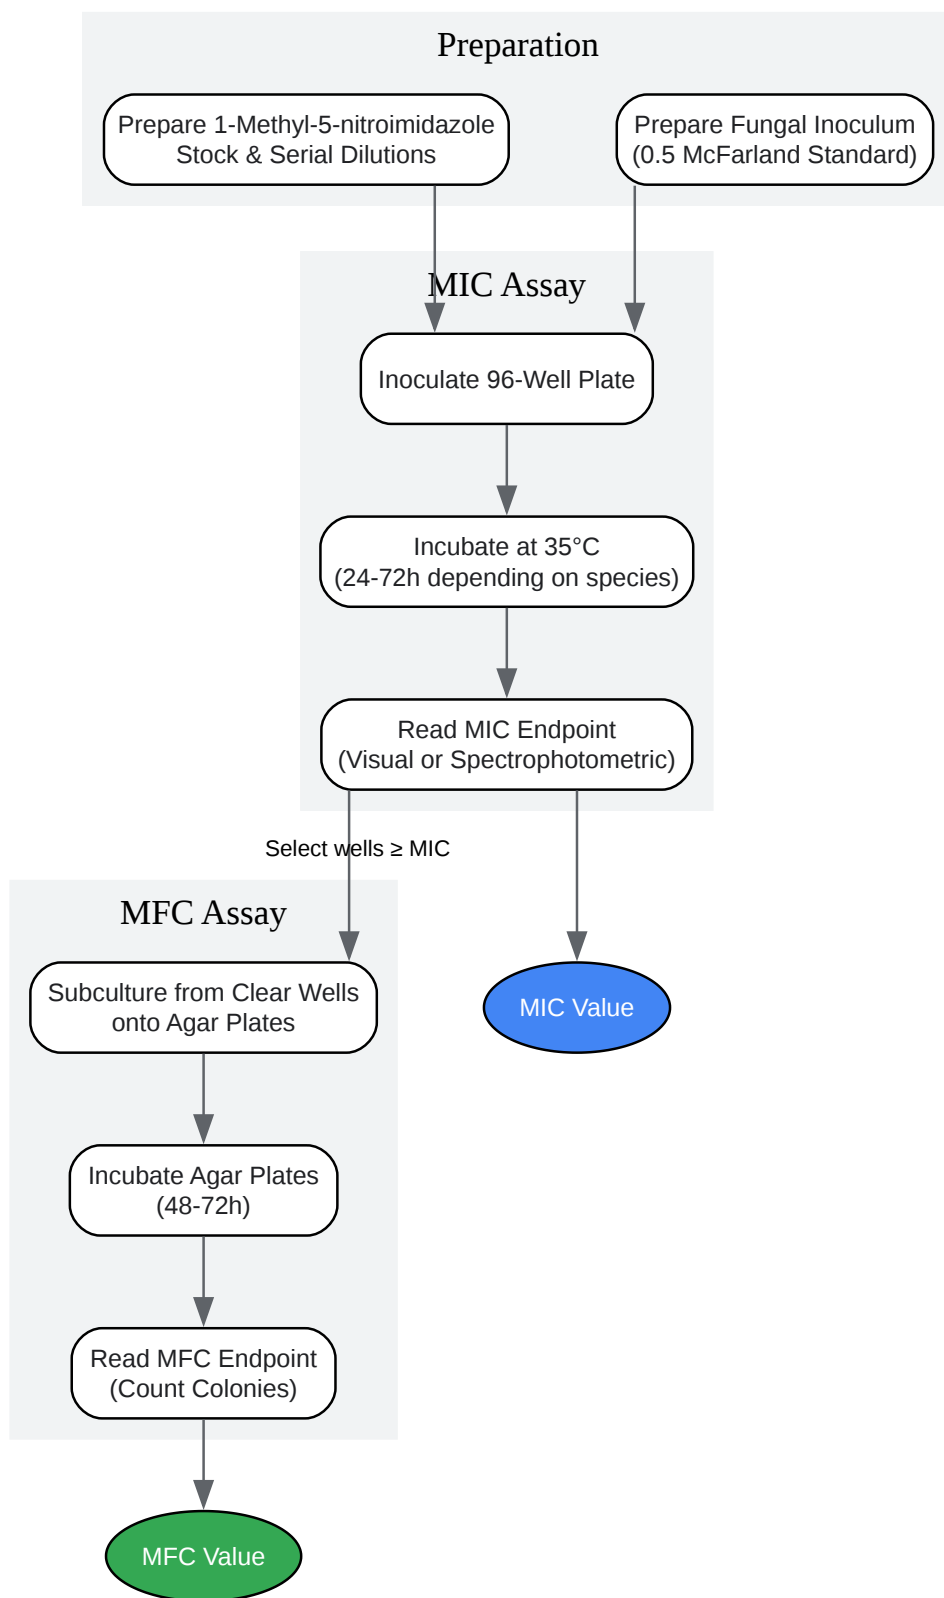 Preparation
Prepare 1-Methyl-5-nitroimidazole
Stock & Serial Dilutions
Prepare Fungal Inoculum
(0.5 McFarland Standard)
MIC Assay
Inoculate 96-Well Plate
Incubate at 35°C
(24-72h depending on species)
Read MIC Endpoint
(Visual or Spectrophotometric)
Select wells ≥ MIC
MFC Assay
Subculture from Clear Wells
onto Agar Plates
MIC Value
Incubate Agar Plates
(48-72h)
Read MFC Endpoint
(Count Colonies)
MFC Value